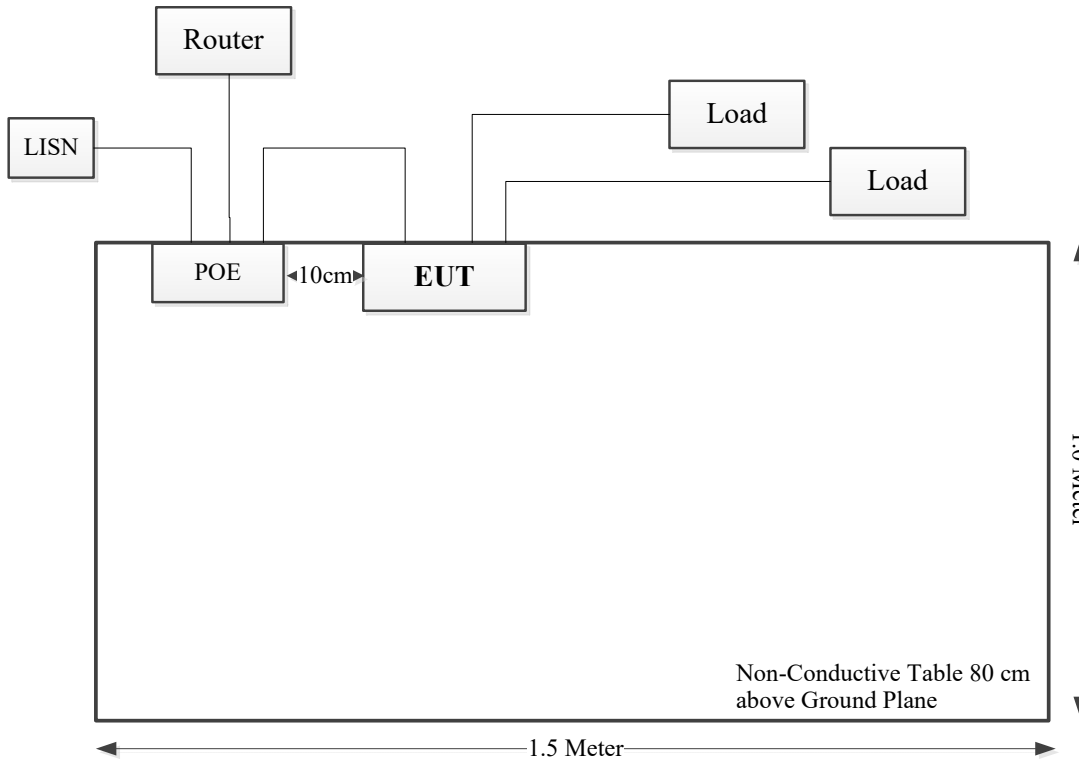 Router
Load
LISN
Load
POE
10cm
EUT
Non-Conductive Table 80 cm
above Ground Plane
1.5 Meter